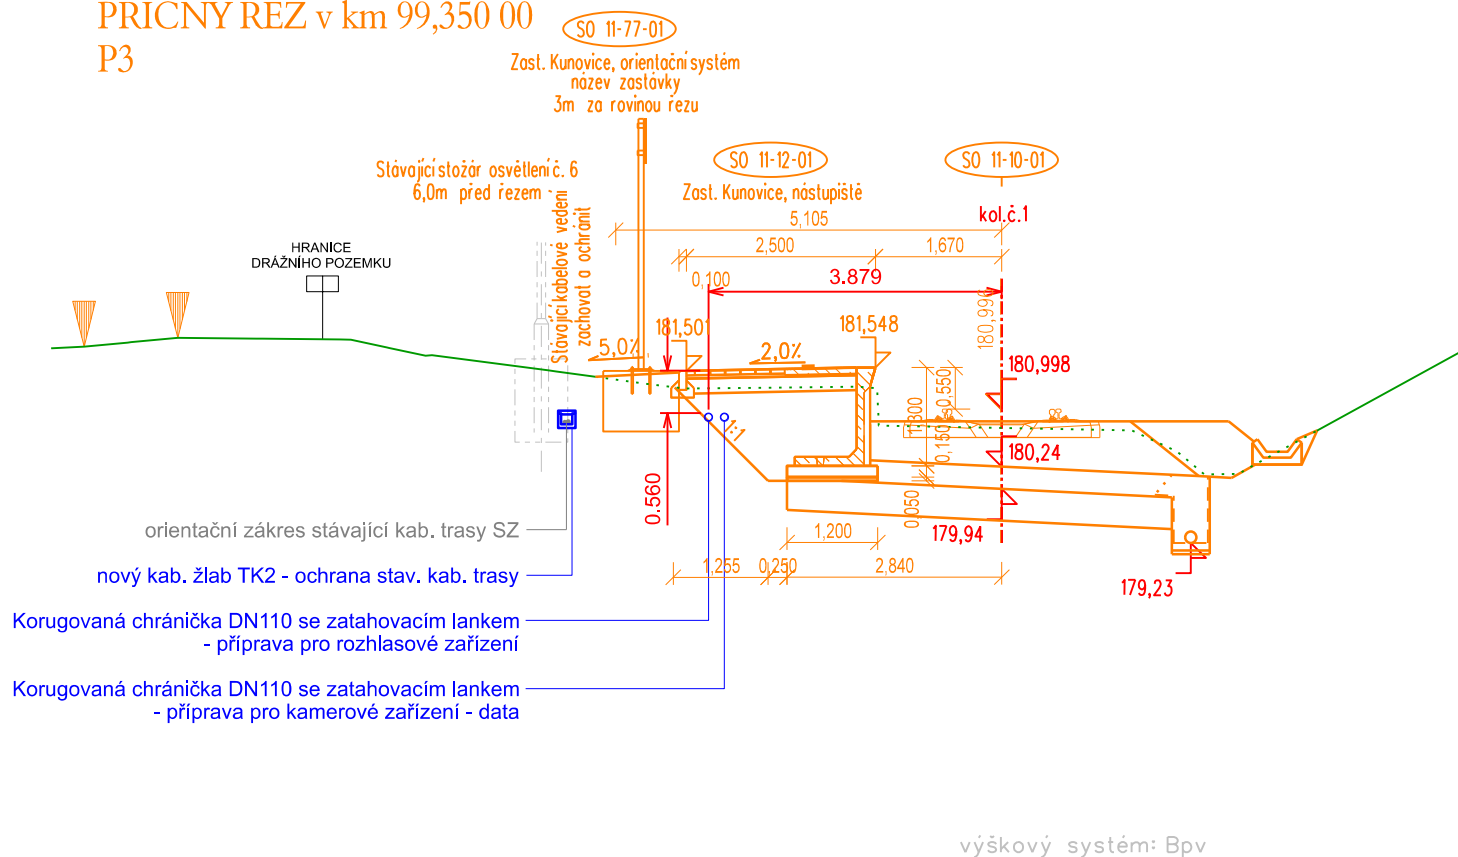 PŘÍČNÝ ŘEZ v km 99,350 00
P3
SO 11-77-01
Zast. Kunovice, orientační systém
název zastávky
3m za rovinou řezu
Stávající stožár osvětlení č. 6
6,0m před řezem
SO 11-12-01
Zast. Kunovice, nástupiště
SO 11-10-01
kol.č.1
5,105
2,500
1,670
0,100
3.879
HRANICE
DRÁŽNÍHO POZEMKU
Stávající kabelové vedení
zachovat a ochránit
180,998
181,501
181,548
5,0%
2,0%
180,998
0,550
1,300
0,150
1:1
180,24
0.560
0,050
179,94
1,200
1,255
0,250
2,840
179,23
orientační zákres stávající kab. trasy SZ
nový kab. žlab TK2 - ochrana stav. kab. trasy
Korugovaná chránička DN110 se zatahovacím lankem
- příprava pro rozhlasové zařízení
Korugovaná chránička DN110 se zatahovacím lankem
- příprava pro kamerové zařízení - data
výškový systém: Bpv